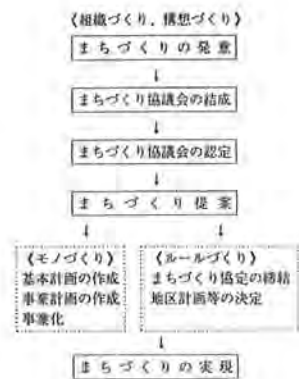 《組織づくり，構想づくり》
まちづくりの発意
↓
まちづくり協議会の結成
↓
まちづくり協議会の認定
↓
まちづくり提案
↓ ↓
《モノづくり》
基本計画の作成
事業計画の作成
事業化
《ルールづくり》
まちづくり協定の締結
地区計画等の決定
↓
まちづくりの実現